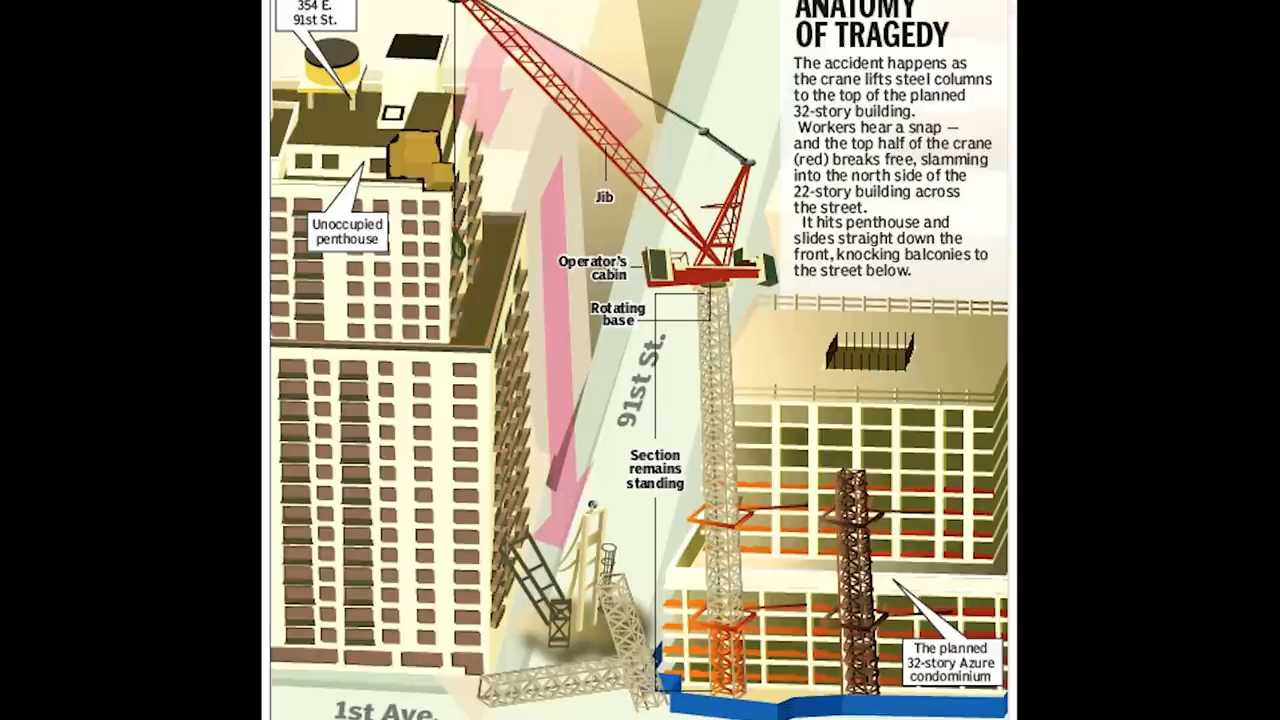 354 E.
91st St.
ANATOMY
OF TRAGEDY
The accident happens as
the crane lifts steel columns
to the top of the planned
32-story building.
Workers hear a snap —
and the top half of the crane
(red) breaks free, slamming
into the north side of the
22-story building across
the street.
It hits penthouse and
slides straight down the
front, knocking balconies to
the street below.
Jib
Unoccupied
penthouse
Operator's
cabin
Rotating
base
91st St.
Section
remains
standing
The planned
32-story Azure
condominium
1st Ave.